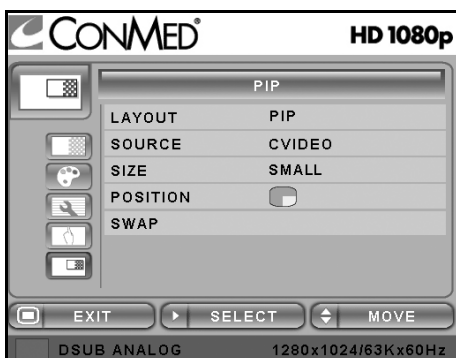 CONMED®
HD 1080p
PIP
LAYOUT PIP
SOURCE CVIDEO
SIZE SMALL
POSITION
SWAP
EXIT SELECT MOVE
DSUB ANALOG 1280x1024/63Kx60Hz